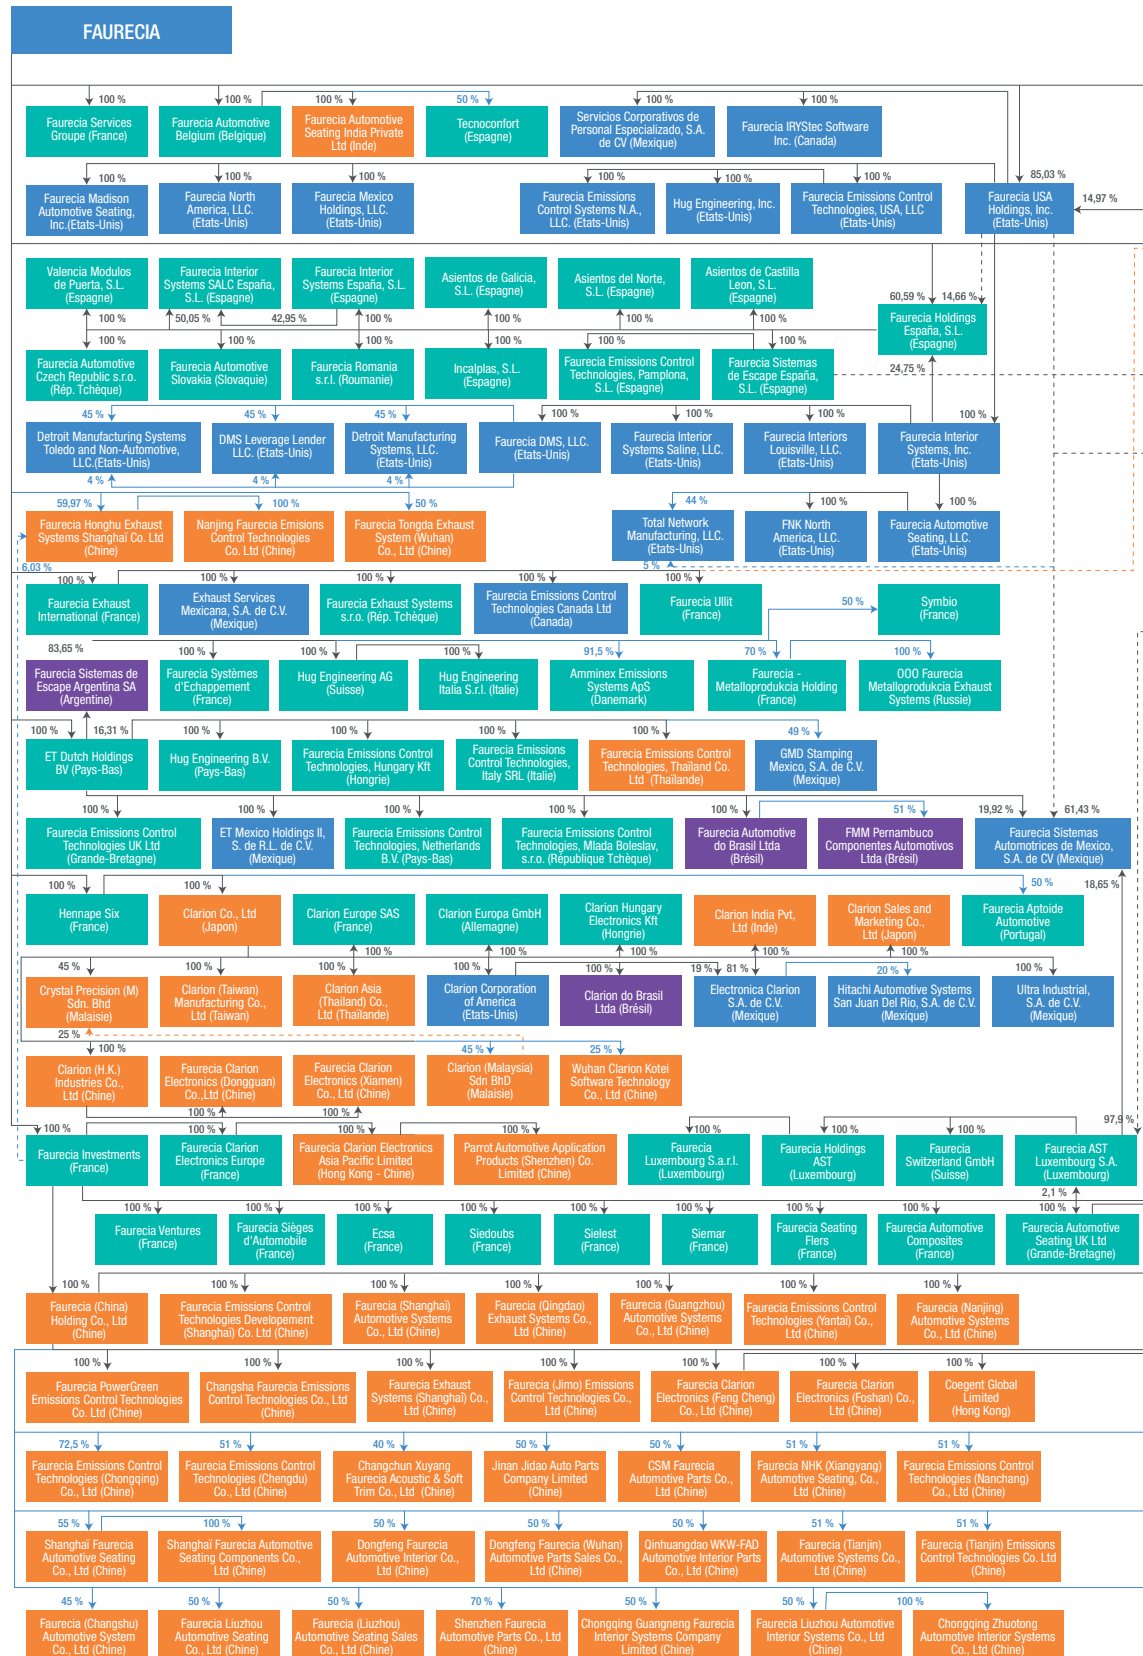 FAURECIA
100 %
100 %
100 %
50 %
100 %
100 %
100 %
Faurecia Services
Groupe (France)
Faurecia Automotive
Belgium (Belgique)
Faurecia Automotive
Seating India Private
Ltd (Inde)
Tecnoconfort
(Espagne)
Servicios Corporativos de
Personal Especializado, S.A.
de CV (Mexique)
Faurecia IRYStec Software
Inc. (Canada)
100 %
100 %
100 %
100 %
100 %
100 %
85,03 %
Faurecia Madison
Automotive Seating,
Inc.(Etats-Unis)
Faurecia North
America, LLC.
(Etats-Unis)
Faurecia Mexico
Holdings, LLC.
(Etats-Unis)
Faurecia Emissions
Control Systems N.A.,
LLC. (Etats-Unis)
Hug Engineering, Inc.
(Etats-Unis)
Faurecia Emissions Control
Technologies, USA, LLC
(Etats-Unis)
Faurecia USA
Holdings, Inc.
(Etats-Unis)
14,97 %
Valencia Modulos
de Puerta, S.L.
(Espagne)
Faurecia Interior
Systems SALC España,
S.L. (Espagne)
Faurecia Interior
Systems España, S.L.
(Espagne)
Asientos de Galicia,
S.L. (Espagne)
Asientos del Norte,
S.L. (Espagne)
Asientos de Castilla
Leon, S.L.
(Espagne)
60,59 %
14,66 %
100 %
50,05 %
42,95 %
100 %
100 %
100 %
100 %
Faurecia Holdings
España, S.L.
(Espagne)
100 %
100 %
100 %
100 %
100 %
100 %
Faurecia Automotive
Czech Republic s.r.o.
(Rép. Tchèque)
Faurecia Automotive
Slovakia (Slovaquie)
Faurecia Romania
s.r.l. (Roumanie)
Incalplas, S.L.
(Espagne)
Faurecia Emissions Control
Technologies, Pamplona,
S.L. (Espagne)
Faurecia Sistemas
de Escape España,
S.L. (Espagne)
24,75 %
45 %
45 %
45 %
100 %
100 %
100 %
100 %
Detroit Manufacturing Systems
Toledo and Non-Automotive,
LLC.(Etats-Unis)
DMS Leverage Lender
LLC. (Etats-Unis)
Detroit Manufacturing
Systems, LLC.
(Etats-Unis)
Faurecia DMS, LLC.
(Etats-Unis)
Faurecia Interior
Systems Saline, LLC.
(Etats-Unis)
Faurecia Interiors
Louisville, LLC.
(Etats-Unis)
Faurecia Interior
Systems, Inc.
(Etats-Unis)
4 %
4 %
4 %
59,97 %
100 %
50 %
44 %
100 %
100 %
Faurecia Honghu Exhaust
Systems Shanghaï Co. Ltd
(Chine)
Nanjing Faurecia Emisions
Control Technologies
Co. Ltd (Chine)
Faurecia Tongda Exhaust
System (Wuhan)
Co., Ltd (Chine)
Total Network
Manufacturing, LLC.
(Etats-Unis)
FNK North
America, LLC.
(Etats-Unis)
Faurecia Automotive
Seating, LLC.
(Etats-Unis)
6,03 %
5 %
100 %
100 %
100 %
100 %
100 %
Faurecia Exhaust
International (France)
Exhaust Services
Mexicana, S.A. de C.V.
(Mexique)
Faurecia Exhaust Systems
s.r.o. (Rép. Tchèque)
Faurecia Emissions Control
Technologies Canada Ltd
(Canada)
Faurecia Ullit
(France)
50 %
Symbio
(France)
83,65 %
100 %
100 %
100 %
91,5 %
70 %
100 %
Faurecia Sistemas de
Escape Argentina SA
(Argentine)
Faurecia Systèmes
d'Echappement
(France)
Hug Engineering AG
(Suisse)
Hug Engineering
Italia S.r.l. (Italie)
Amminex Emissions
Systems ApS
(Danemark)
Faurecia -
Metalloprodukcia Holding
(France)
OOO Faurecia
Metalloprodukcia Exhaust
Systems (Russie)
100 %
16,31 %
100 %
100 %
100 %
100 %
49 %
ET Dutch Holdings
BV (Pays-Bas)
Hug Engineering B.V.
(Pays-Bas)
Faurecia Emissions Control
Technologies, Hungary Kft
(Hongrie)
Faurecia Emissions
Control Technologies,
Italy SRL (Italie)
Faurecia Emissions Control
Technologies, Thaïland Co.
Ltd (Thaïlande)
GMD Stamping
Mexico, S.A. de C.V.
(Mexique)
100 %
100 %
100 %
100 %
100 %
51 %
19,92 %
61,43 %
Faurecia Emissions Control
Technologies UK Ltd
(Grande-Bretagne)
ET Mexico Holdings II,
S. de R.L. de C.V.
(Mexique)
Faurecia Emissions Control
Technologies, Netherlands
B.V. (Pays-Bas)
Faurecia Emissions Control
Technologies, Mlada Boleslav,
s.r.o. (République Tchèque)
Faurecia Automotive
do Brasil Ltda
(Brésil)
FMM Pernambuco
Componentes Automotivos
Ltda (Brésil)
Faurecia Sistemas
Automotrices de Mexico,
S.A. de CV (Mexique)
100 %
100 %
50 %
18,65 %
Hennape Six
(France)
Clarion Co., Ltd
(Japon)
Clarion Europe SAS
(France)
Clarion Europa GmbH
(Allemagne)
Clarion Hungary
Electronics Kft
(Hongrie)
Clarion India Pvt,
Ltd (Inde)
Clarion Sales and
Marketing Co.,
Ltd (Japon)
Faurecia Aptoide
Automotive
(Portugal)
100 %
100 %
100 %
100 %
100 %
45 %
100 %
100 %
100 %
100 %
19 %
81 %
20 %
100 %
Crystal Precision (M)
Sdn. Bhd
(Malaisie)
Clarion (Taiwan)
Manufacturing Co.,
Ltd (Taiwan)
Clarion Asia
(Thailand) Co.,
Ltd (Thaïlande)
Clarion Corporation
of America
(Etats-Unis)
Clarion do Brasil
Ltda (Brésil)
Electronica Clarion
S.A. de C.V.
(Mexique)
Hitachi Automotive Systems
San Juan Del Rio, S.A. de C.V.
(Mexique)
Ultra Industrial,
S.A. de C.V.
(Mexique)
25 %
100 %
45 %
25 %
Clarion (H.K.)
Industries Co.,
Ltd (Chine)
Faurecia Clarion
Electronics (Dongguan)
Co.,Ltd (Chine)
Faurecia Clarion
Electronics (Xiamen)
Co., Ltd (Chine)
Clarion (Malaysia)
Sdn BhD
(Malaisie)
Wuhan Clarion Kotei
Software Technology
Co., Ltd (Chine)
100 %
100 %
100 %
100 %
100 %
100 %
100 %
100 %
100 %
97,9 %
Faurecia Investments
(France)
Faurecia Clarion
Electronics Europe
(France)
Faurecia Clarion Electronics
Asia Pacific Limited
(Hong Kong - Chine)
Parrot Automotive Application
Products (Shenzhen) Co.
Limited (Chine)
Faurecia
Luxembourg S.a.r.l.
(Luxembourg)
Faurecia Holdings
AST
(Luxembourg)
Faurecia
Switzerland GmbH
(Suisse)
Faurecia AST
Luxembourg S.A.
(Luxembourg)
2,1 %
100 %
100 %
100 %
100 %
100 %
100 %
100 %
100 %
100 %
Faurecia Ventures
(France)
Faurecia Sièges
d'Automobile
(France)
Ecsa
(France)
Siedoubs
(France)
Sielest
(France)
Siemar
(France)
Faurecia Seating
Flers
(France)
Faurecia Automotive
Composites
(France)
Faurecia Automotive
Seating UK Ltd
(Grande-Bretagne)
100 %
100 %
100 %
100 %
100 %
100 %
100 %
Faurecia (China)
Holding Co., Ltd
(Chine)
Faurecia Emissions Control
Technologies Developement
(Shanghaï) Co. Ltd (Chine)
Faurecia (Shanghaï)
Automotive Systems
Co., Ltd (Chine)
Faurecia (Qingdao)
Exhaust Systems Co.,
Ltd (Chine)
Faurecia (Guangzhou)
Automotive Systems
Co., Ltd (Chine)
Faurecia Emissions Control
Technologies (Yantaï) Co.,
Ltd (Chine)
Faurecia (Nanjing)
Automotive Systems
Co., Ltd (Chine)
100 %
100 %
100 %
100 %
100 %
100 %
100 %
Faurecia PowerGreen
Emissions Control Technologies
Co. Ltd (Chine)
Changsha Faurecia Emissions
Control Technologies Co., Ltd
(Chine)
Faurecia Exhaust
Systems (Shanghaï) Co.,
Ltd (Chine)
Faurecia (Jimo) Emissions
Control Technologies Co.,
Ltd (Chine)
Faurecia Clarion
Electronics (Feng Cheng)
Co., Ltd (Chine)
Faurecia Clarion
Electronics (Foshan) Co.,
Ltd (Chine)
Coegent Global
Limited
(Hong Kong)
72,5 %
51 %
40 %
50 %
50 %
51 %
51 %
Faurecia Emissions Control
Technologies (Chongqing)
Co., Ltd (Chine)
Faurecia Emissions Control
Technologies (Chengdu)
Co., Ltd (Chine)
Changchun Xuyang
Faurecia Acoustic & Soft
Trim Co., Ltd (Chine)
Jinan Jidao Auto Parts
Company Limited
(Chine)
CSM Faurecia
Automotive Parts Co.,
Ltd (Chine)
Faurecia NHK (Xiangyang)
Automotive Seating, Co.,
Ltd (Chine)
Faurecia Emissions Control
Technologies (Nanchang)
Co., Ltd (Chine)
55 %
100 %
50 %
50 %
50 %
51 %
51 %
Shanghaï Faurecia
Automotive Seating
Co., Ltd (Chine)
Shanghaï Faurecia Automotive
Seating Components Co.,
Ltd (Chine)
Dongfeng Faurecia
Automotive Interior Co.,
Ltd (Chine)
Dongfeng Faurecia (Wuhan)
Automotive Parts Sales Co.,
Ltd (Chine)
Qinhuangdao WKW-FAD
Automotive Interior Parts
Co., Ltd (Chine)
Faurecia (Tianjin)
Automotive Systems Co.,
Ltd (Chine)
Faurecia (Tianjin) Emissions
Control Technologies Co. Ltd
(Chine)
45 %
50 %
50 %
70 %
50 %
50 %
100 %
Faurecia (Changshu)
Automotive System
Co., Ltd (Chine)
Faurecia Liuzhou
Automotive Seating
Co., Ltd (Chine)
Faurecia (Liuzhou)
Automotive Seating Sales
Co., Ltd (Chine)
Shenzhen Faurecia
Automotive Parts Co., Ltd
(Chine)
Chongqing Guangneng Faurecia
Interior Systems Company
Limited (Chine)
Faurecia Liuzhou Automotive
Interior Systems Co., Ltd
(Chine)
Chongqing Zhuotong
Automotive Interior Systems
Co., Ltd (Chine)